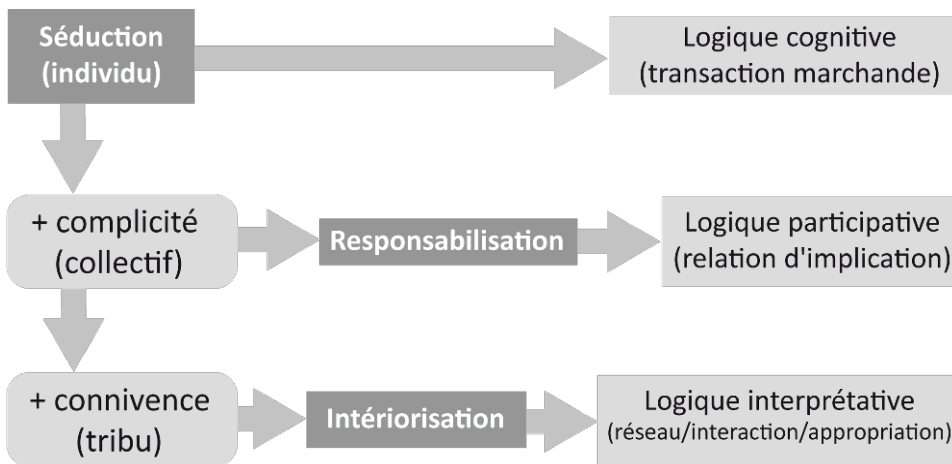 Séduction
(individu)
Logique cognitive
(transaction marchande)
+ complicité
(collectif)
Responsabilisation
Logique participative
(relation d'implication)
+ connivence
(tribu)
Intériorisation
Logique interprétative
(réseau/interaction/appropriation)